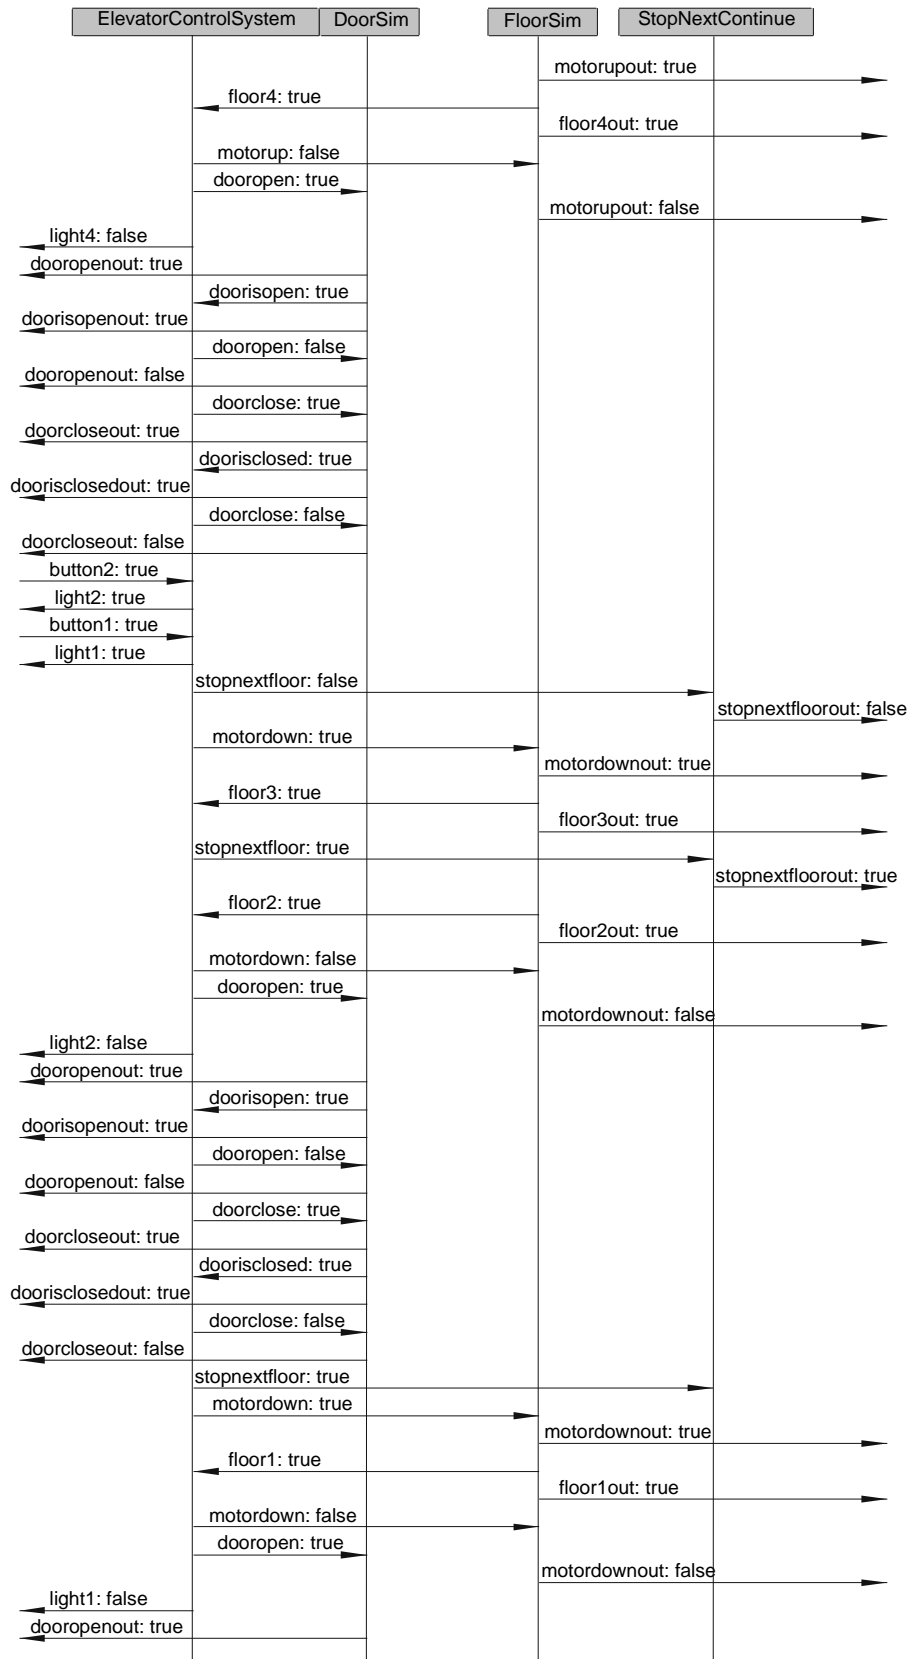 ElevatorControlSystem
DoorSim
FloorSim
StopNextContinue
motorupout: true
floor4: true
floor4out: true
motorup: false
dooropen: true
motorupout: false
light4: false
dooropenout: true
doorisopen: true
doorisopenout: true
dooropen: false
dooropenout: false
doorclose: true
doorcloseout: true
doorisclosed: true
doorisclosedout: true
doorclose: false
doorcloseout: false
button2: true
light2: true
button1: true
light1: true
stopnextfloor: false
stopnextfloorout: false
motordown: true
motordownout: true
floor3: true
floor3out: true
stopnextfloor: true
stopnextfloorout: true
floor2: true
floor2out: true
motordown: false
dooropen: true
motordownout: false
light2: false
dooropenout: true
doorisopen: true
doorisopenout: true
dooropen: false
dooropenout: false
doorclose: true
doorcloseout: true
doorisclosed: true
doorisclosedout: true
doorclose: false
doorcloseout: false
stopnextfloor: true
motordown: true
motordownout: true
floor1: true
floor1out: true
motordown: false
dooropen: true
motordownout: false
light1: false
dooropenout: true